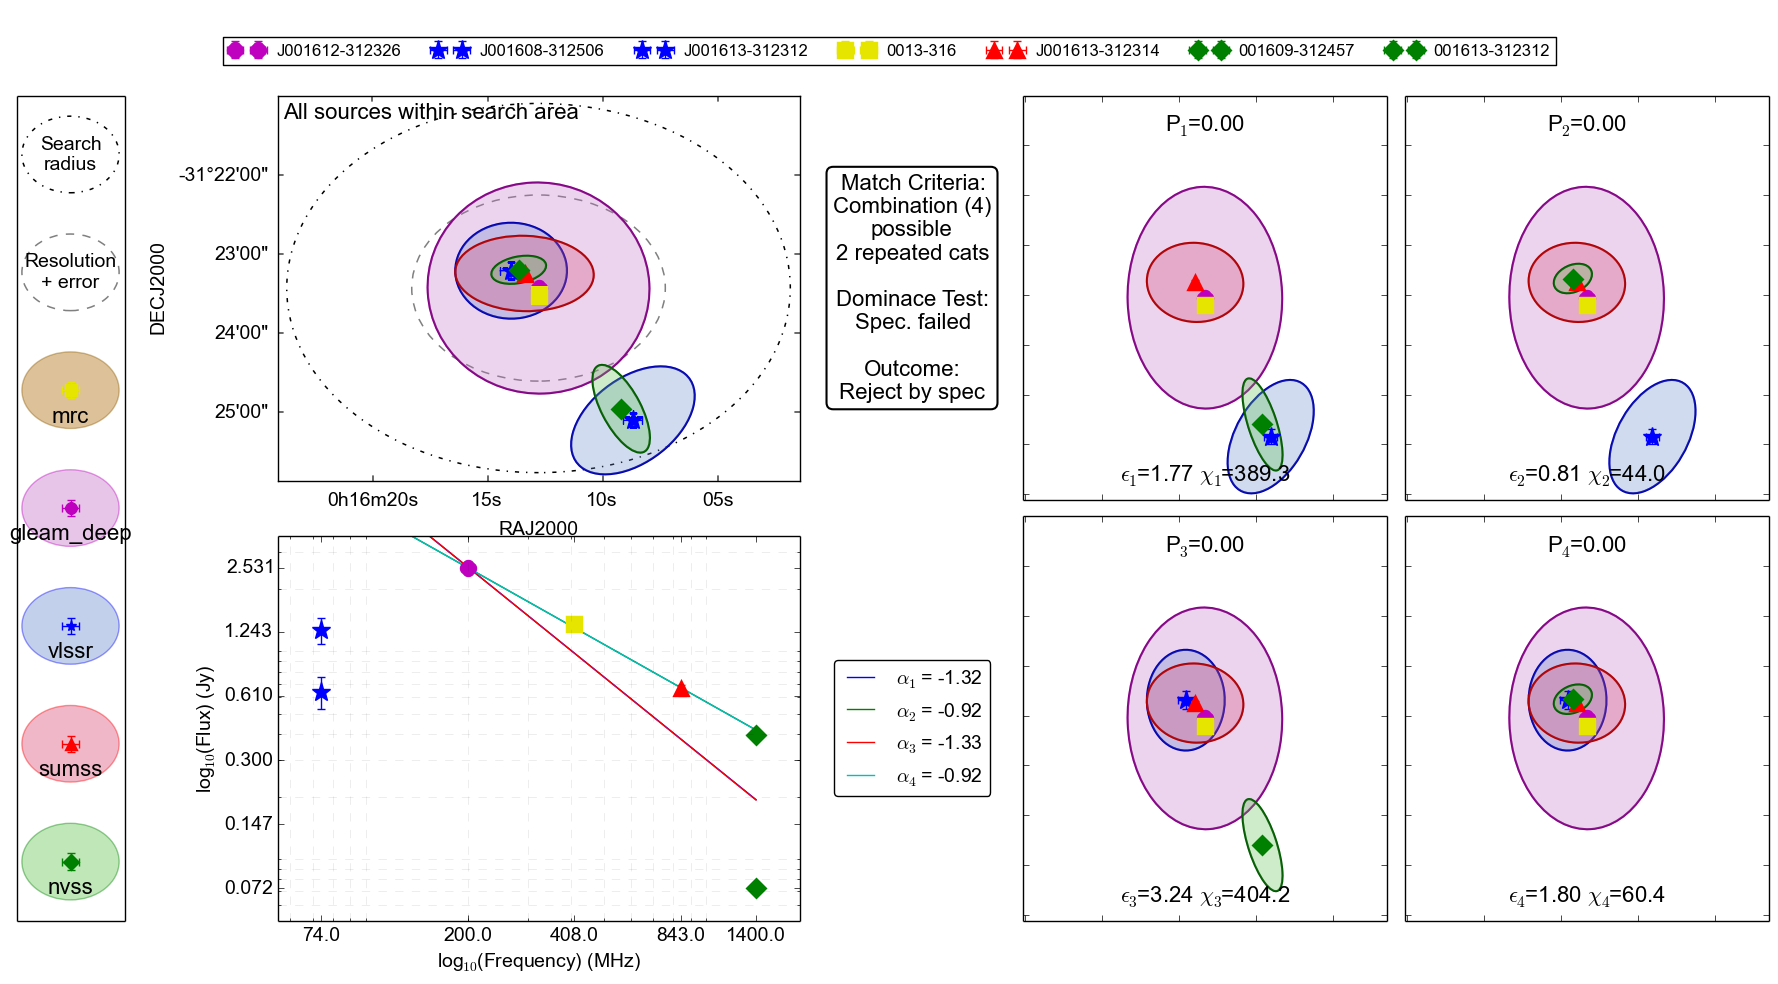 J001612-312326 J001608-312506 J001613-312312 0013-316 J001613-312314 001609-312457 001613-312312
Search
radius
Resolution
+ error
mrc
gleam_deep
vlssr
sumss
nvss
All sources within search area
DECJ2000
-31°22'00"
23'00"
24'00"
25'00"
0h16m20s 15s 10s 05s
RAJ2000
Match Criteria:
Combination (4)
possible
2 repeated cats
Dominace Test:
Spec. failed
Outcome:
Reject by spec
P1=0.00
ϵ1=1.77 χ1=389.3
P2=0.00
ϵ2=0.81 χ2=44.0
log10(Flux) (Jy)
2.531
1.243
0.610
0.300
0.147
0.072
74.0 200.0 408.0 843.0 1400.0
log10(Frequency) (MHz)
α1 = -1.32
α2 = -0.92
α3 = -1.33
α4 = -0.92
P3=0.00
ϵ3=3.24 χ3=404.2
P4=0.00
ϵ4=1.80 χ4=60.4